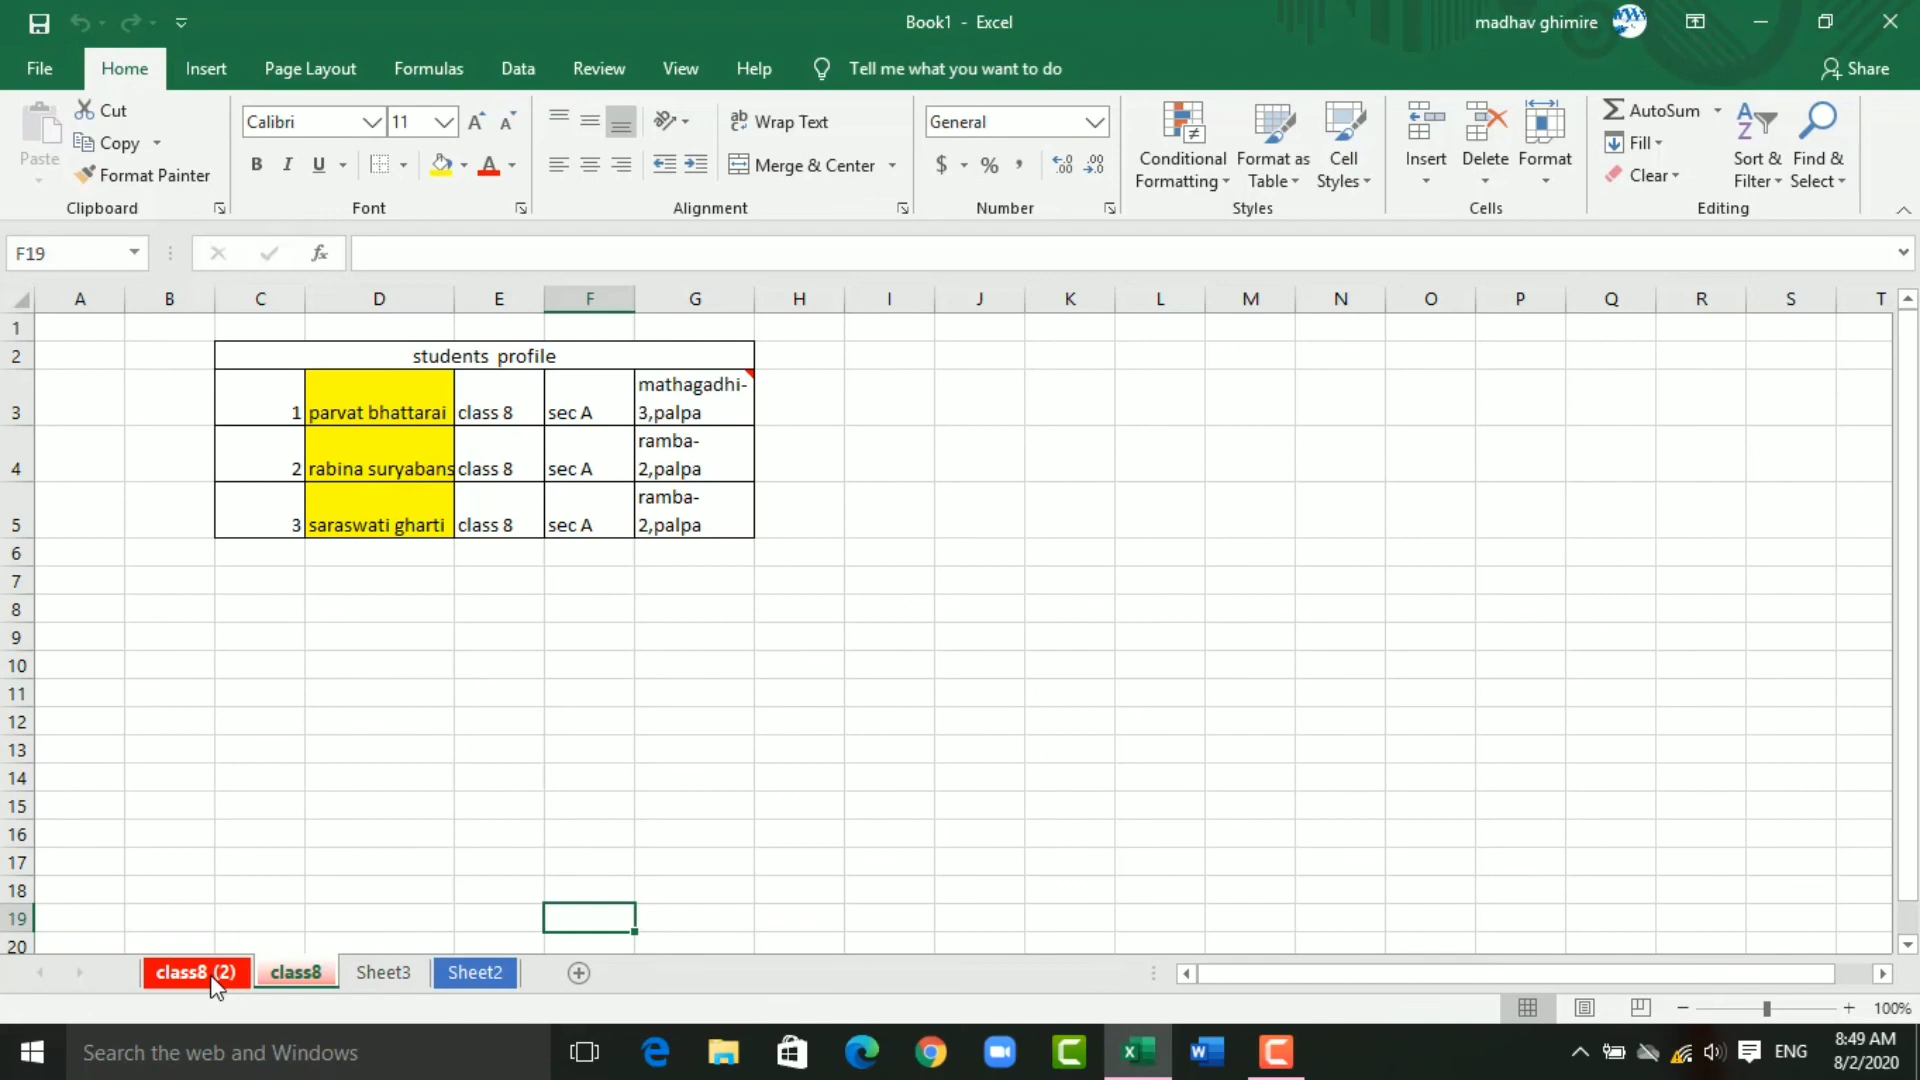 Book1 - Excel
madhav ghimire
File Home Insert Page Layout Formulas Data Review View Help Tell me what you want to do Share
Paste
Cut
Copy
Format Painter
Clipboard
Calibri 11
B I U A
Font
Wrap Text
Merge & Center
Alignment
General
$ % ,
Number
Conditional Formatting
Format as Table
Cell Styles
Styles
Insert
Delete
Format
Cells
AutoSum
Fill
Clear
Sort & Filter
Find & Select
Editing
F19 fx
A B C D E F G H I J K L M N O P Q R S T
1
2 students profile
3 1 parvat bhattarai class 8 sec A mathagadhi-3,palpa
4 2 rabina suryabans class 8 sec A ramba-2,palpa
5 3 saraswati gharti class 8 sec A ramba-2,palpa
6
7
8
9
10
11
12
13
14
15
16
17
18
19
20
class8 (2) class8 Sheet3 Sheet2
100%
Search the web and Windows
ENG
8:49 AM
8/2/2020